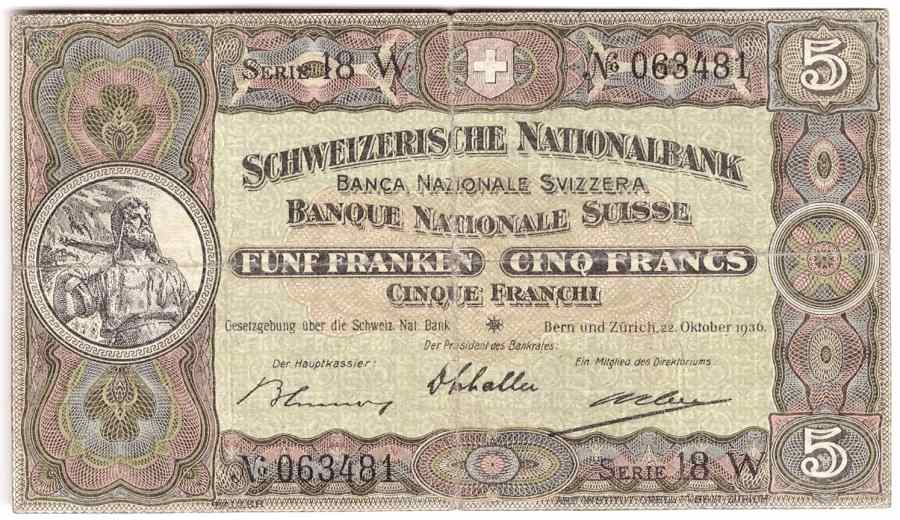 SERIE 18 W
№ 063481
5
SCHWEIZERISCHE NATIONALBANK
BANCA NAZIONALE SVIZZERA
BANQUE NATIONALE SUISSE
FÜNF FRANKEN CINQ FRANCS
CINQUE FRANCHI
Gesetzgebung über die Schweiz. Nat. Bank Bern und Zürich, 22. Oktober 1936.
Der Präsident des Bankrates:
Der Hauptkassier: Ein Mitglied des Direktoriums
№ 063481
SERIE 18 W
5